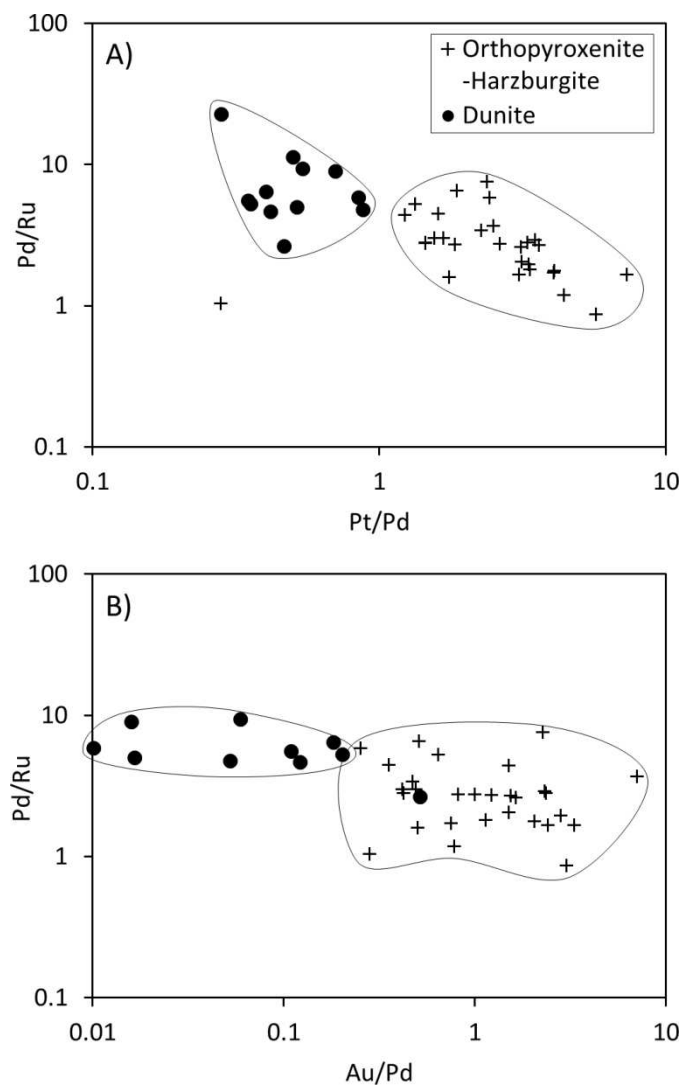 100
A)
+ Orthopyroxenite
-Harzburgite
● Dunite
10
Pd/Ru
1
0.1
0.1 1 10
Pt/Pd
100
B)
10
Pd/Ru
1
0.1
0.01 0.1 1 10
Au/Pd